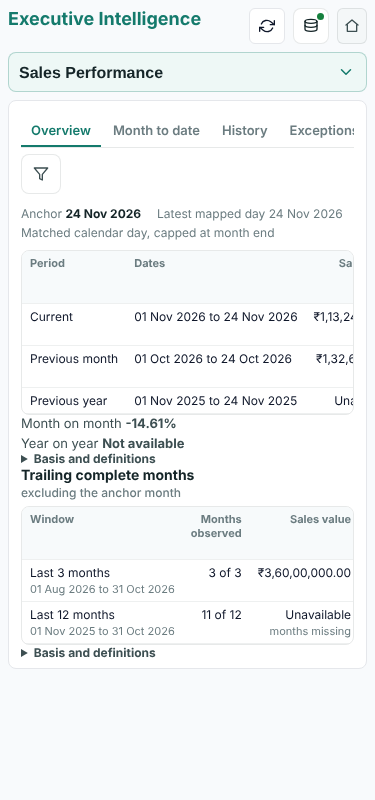 Executive Intelligence
Sales Performance
Overview Month to date History Exceptions
Anchor 24 Nov 2026 Latest mapped day 24 Nov 2026
Matched calendar day, capped at month end
Period Dates Sa
Current 01 Nov 2026 to 24 Nov 2026 ₹1,13,24
Previous month 01 Oct 2026 to 24 Oct 2026 ₹1,32,6
Previous year 01 Nov 2025 to 24 Nov 2025 Una
Month on month -14.61%
Year on year Not available
Basis and definitions
Trailing complete months
excluding the anchor month
Window Months observed Sales value
Last 3 months 3 of 3 ₹3,60,00,000.00
01 Aug 2026 to 31 Oct 2026
Last 12 months 11 of 12 Unavailable
01 Nov 2025 to 31 Oct 2026 months missing
Basis and definitions